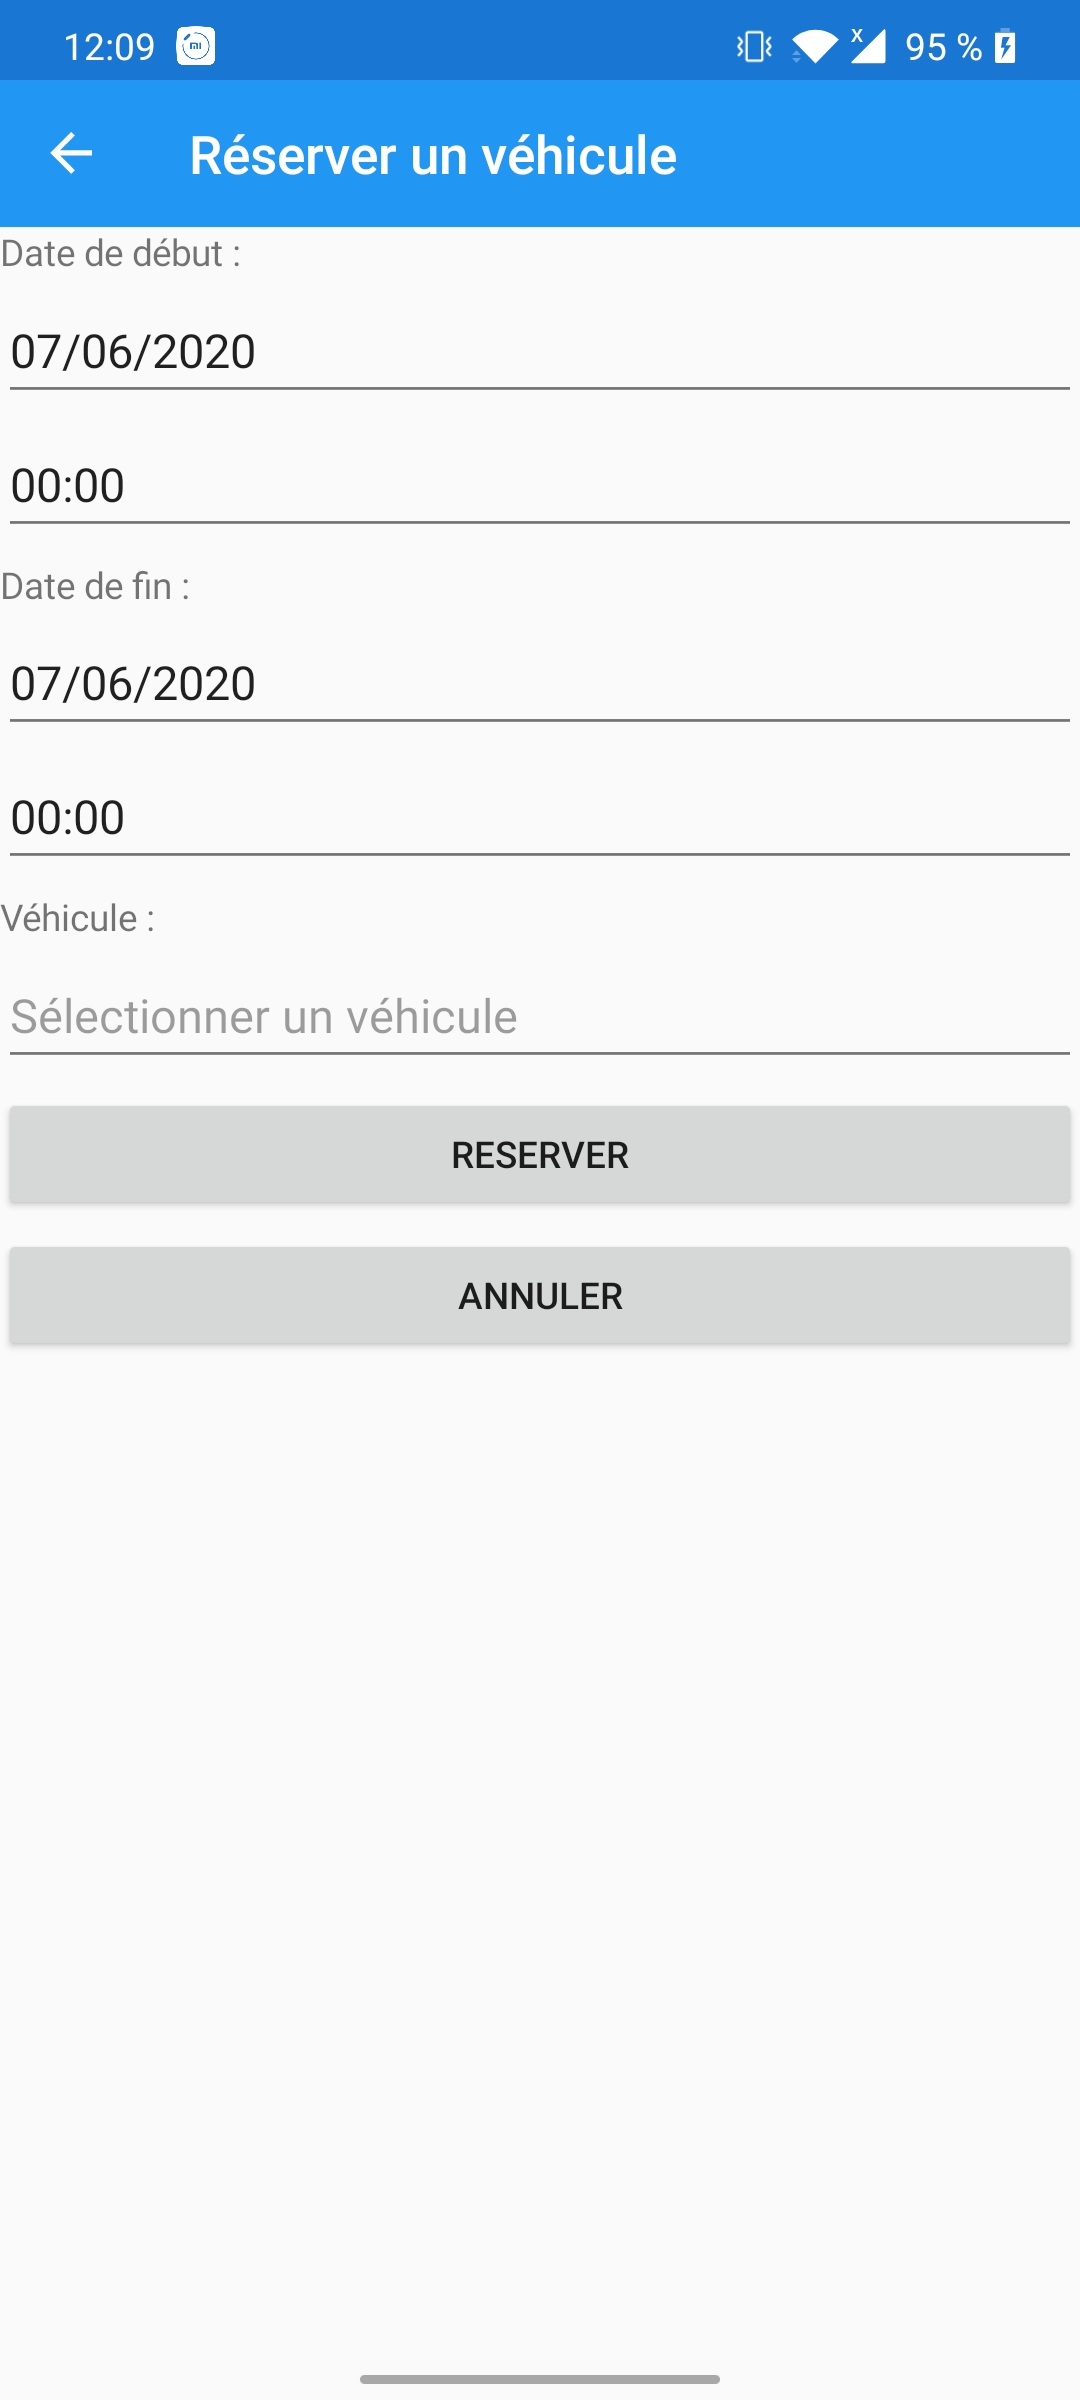 12:09
95 %
Réserver un véhicule
Date de début :
07/06/2020
00:00
Date de fin :
07/06/2020
00:00
Véhicule :
Sélectionner un véhicule
RESERVER
ANNULER